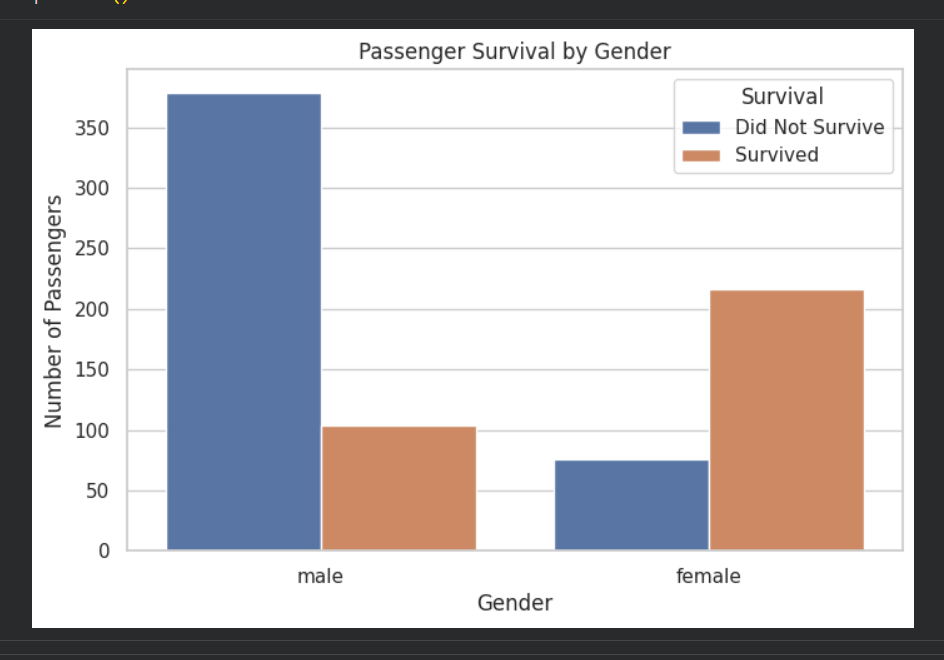 ()
Passenger Survival by Gender
Survival
Did Not Survive
Survived
350
300
250
200
150
100
50
0
Number of Passengers
male
female
Gender